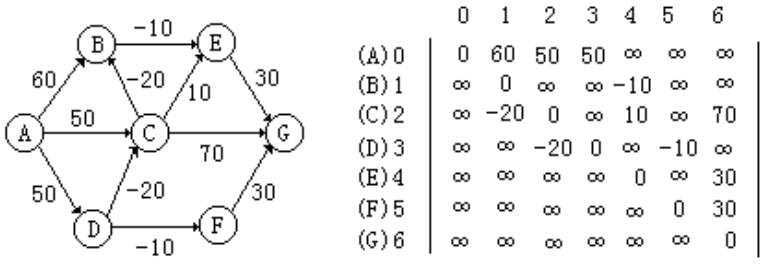 -10
B E
60 -20 10 30
50
A C G
70
50 -20 30
D F
-10
0 1 2 3 4 5 6
(A)0 0 60 50 50 ∞ ∞ ∞
(B)1 ∞ 0 ∞ ∞ -10 ∞ ∞
(C)2 ∞ -20 0 ∞ 10 ∞ 70
(D)3 ∞ ∞ -20 0 ∞ -10 ∞
(E)4 ∞ ∞ ∞ ∞ 0 ∞ 30
(F)5 ∞ ∞ ∞ ∞ ∞ 0 30
(G)6 ∞ ∞ ∞ ∞ ∞ ∞ 0